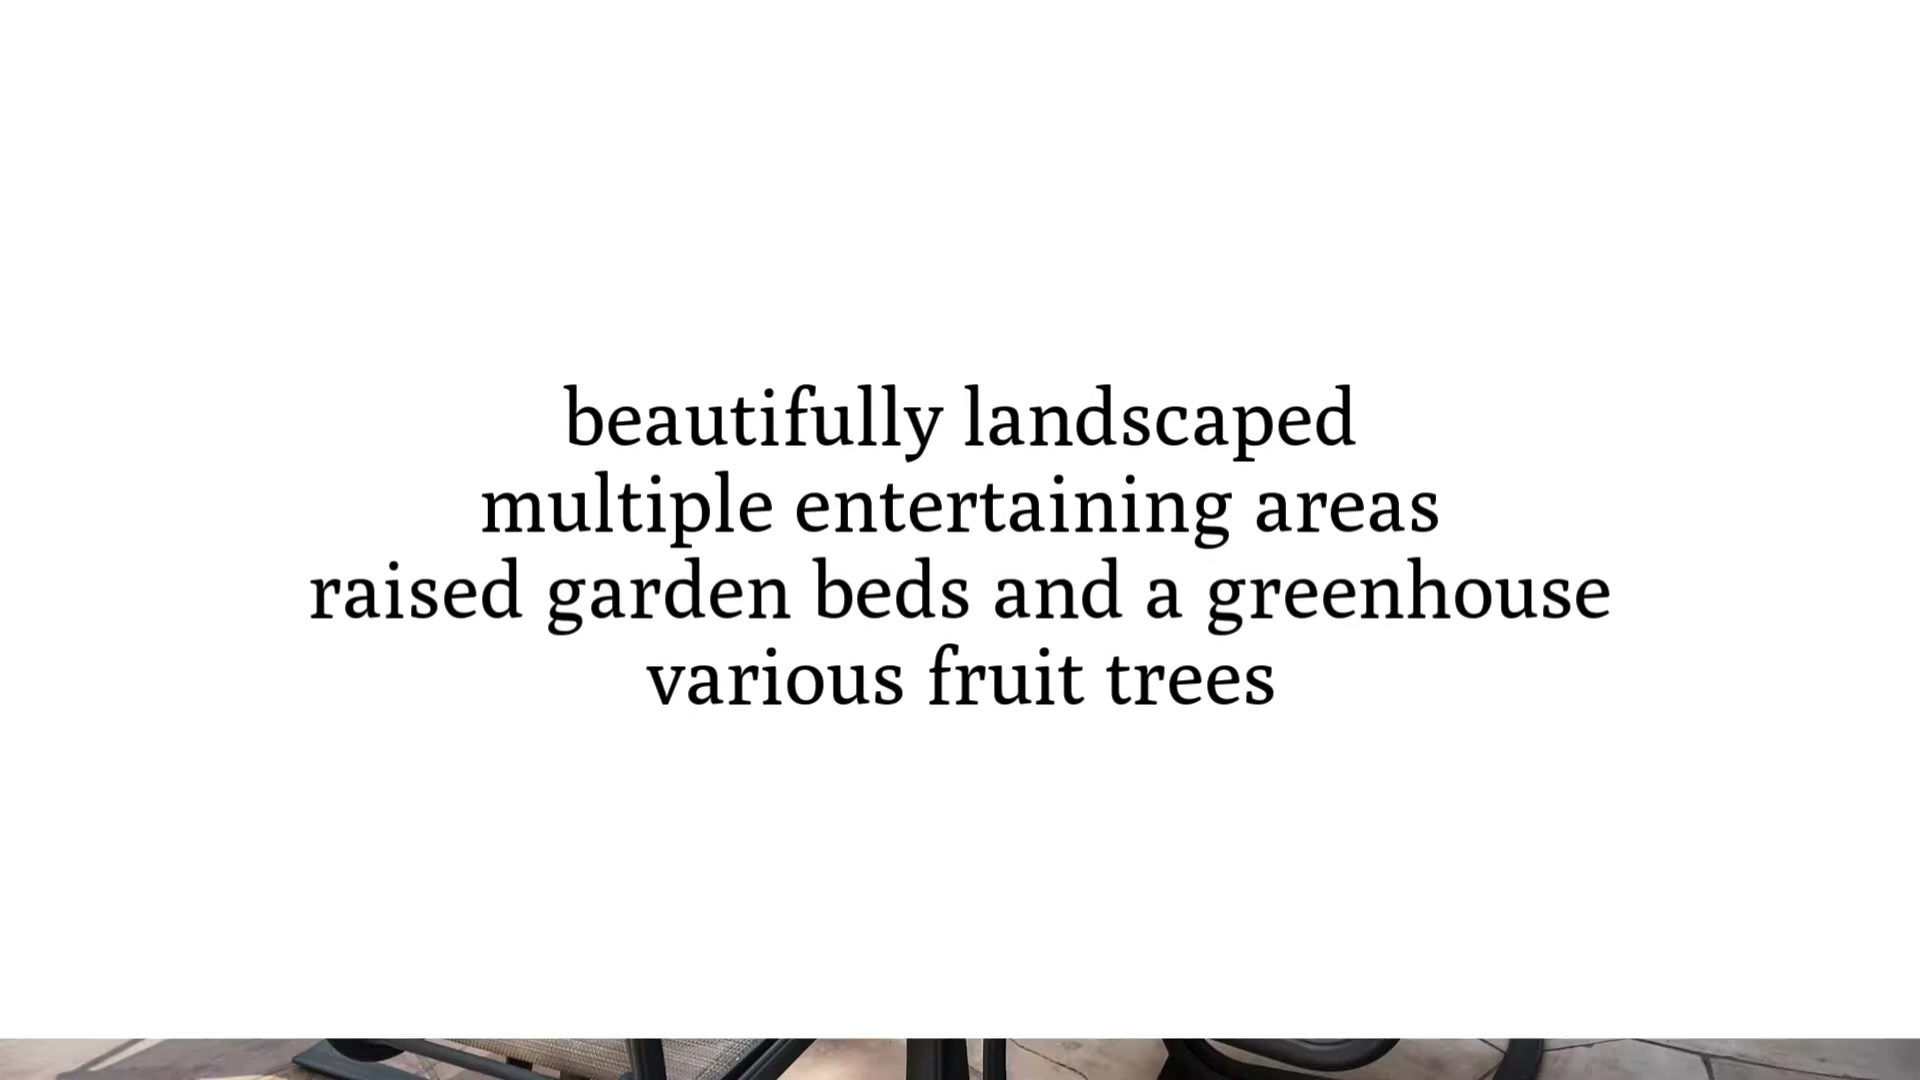 beautifully landscaped
multiple entertaining areas
raised garden beds and a greenhouse
various fruit trees